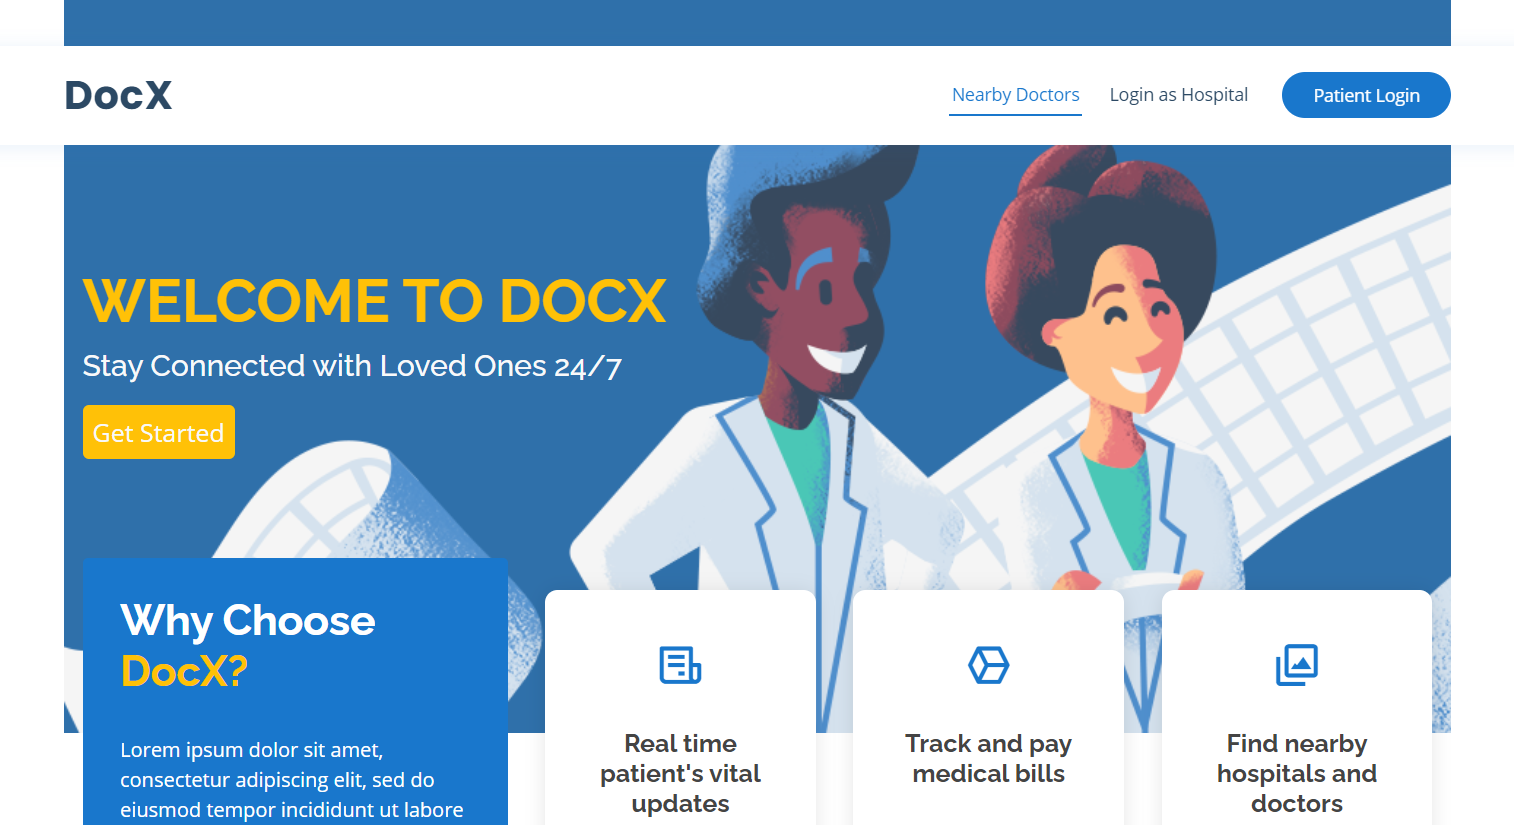 DocX
Nearby Doctors
Login as Hospital
Patient Login
WELCOME TO DOCX
Stay Connected with Loved Ones 24/7
Get Started
Why Choose
DocX?
Lorem ipsum dolor sit amet,
consectetur adipiscing elit, sed do
eiusmod tempor incididunt ut labore
Real time
patient's vital
updates
Track and pay
medical bills
Find nearby
hospitals and
doctors